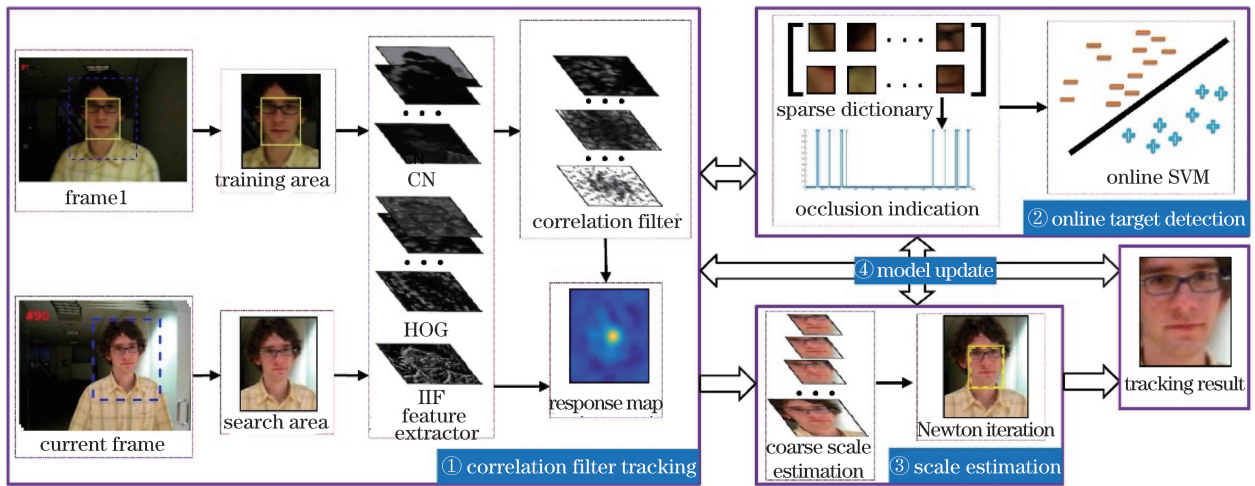 #1
frame1
training area
CN
CN
HOG
IIF
feature
extractor
correlation filter
response map
#90
current frame
search area
① correlation filter tracking
sparse dictionary
occlusion indication
online SVM
② online target detection
④ model update
coarse scale
estimation
Newton iteration
③ scale estimation
tracking result